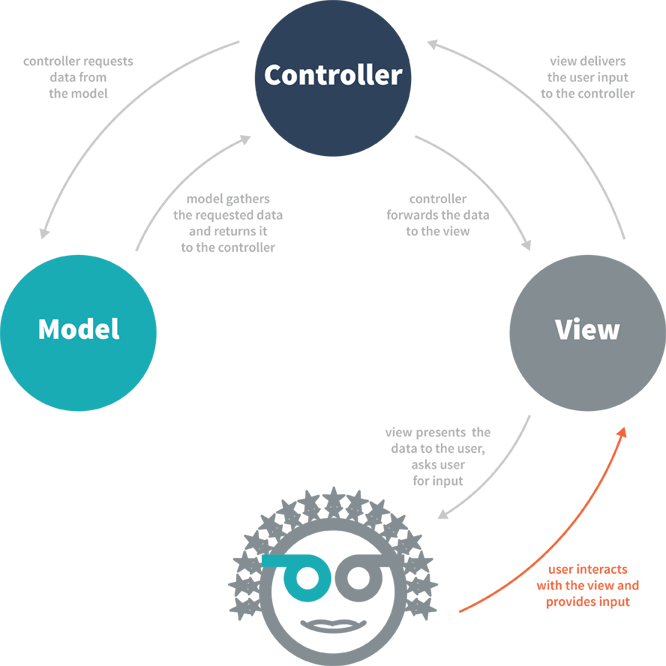 controller requests
data from
the model
Controller
view delivers
the user input
to the controller
model gathers
the requested data
and returns it
to the controller
controller
forwards the data
to the view
Model
View
view presents the
data to the user,
asks user
for input
user interacts
with the view and
provides input